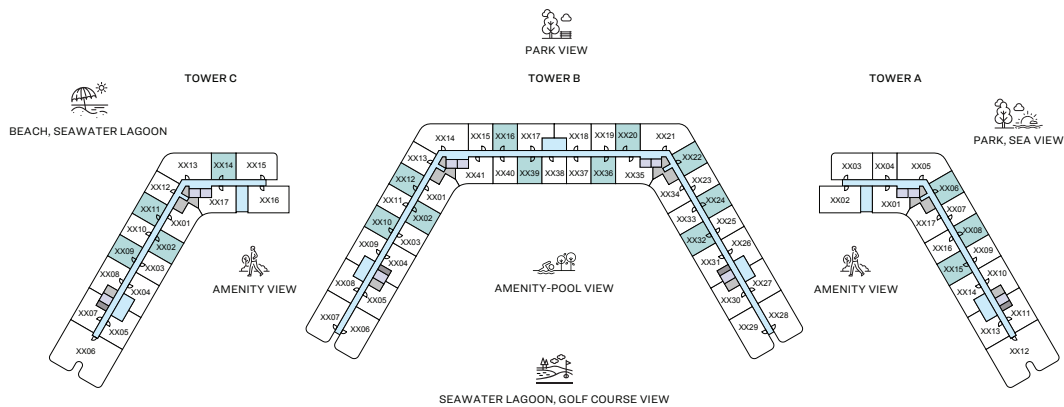 PARK VIEW
TOWER C
TOWER B
TOWER A
BEACH, SEAWATER LAGOON
PARK, SEA VIEW
XX13
XX14
XX15
XX12
XX11
XX10
XX09
XX08
XX07
XX06
XX05
XX04
XX03
XX02
XX01
XX17
XX16
AMENITY VIEW
XX14
XX15
XX16
XX17
XX18
XX19
XX20
XX21
XX13
XX12
XX11
XX10
XX09
XX08
XX07
XX06
XX05
XX04
XX03
XX02
XX01
XX41
XX40
XX39
XX38
XX37
XX36
XX35
XX34
XX33
XX32
XX31
XX30
XX29
XX28
XX27
XX26
XX25
XX24
XX23
XX22
AMENITY-POOL VIEW
SEAWATER LAGOON, GOLF COURSE VIEW
XX03
XX04
XX05
XX02
XX01
XX17
XX16
XX15
XX14
XX13
XX12
XX11
XX10
XX09
XX08
XX07
XX06
AMENITY VIEW